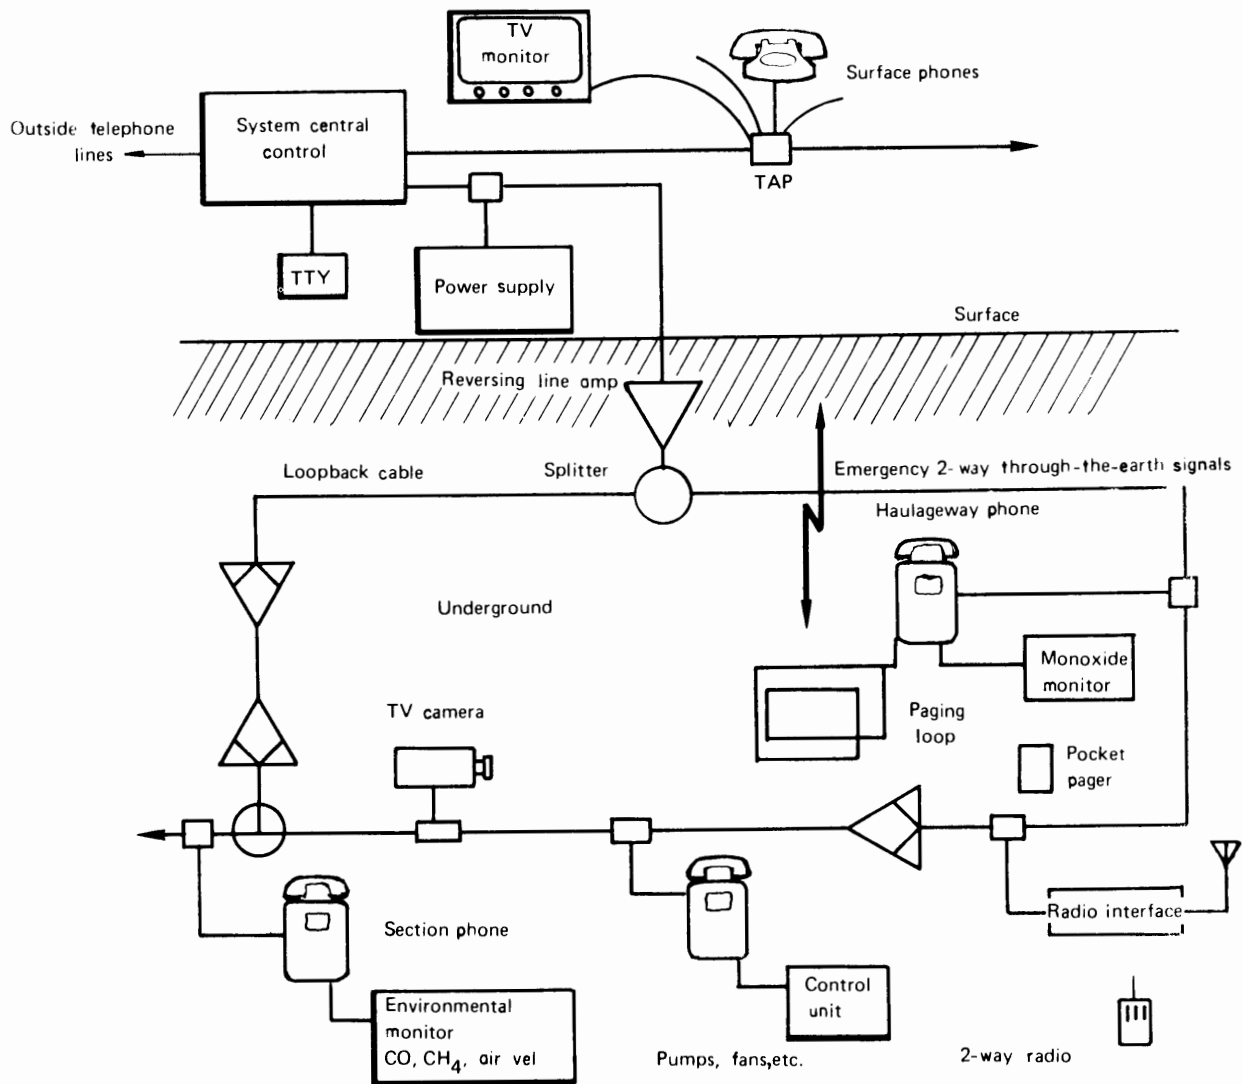 TV
monitor
Surface phones
Outside telephone
lines
System central
control
TAP
TTY
Power supply
Surface
Reversing line amp
Loopback cable
Splitter
Emergency 2-way through-the-earth signals
Haulageway phone
Underground
Monoxide
monitor
TV camera
Paging
loop
Pocket
pager
Radio interface
Section phone
Control
unit
Environmental
monitor
CO, CH4, air vel
Pumps, fans,etc.
2-way radio